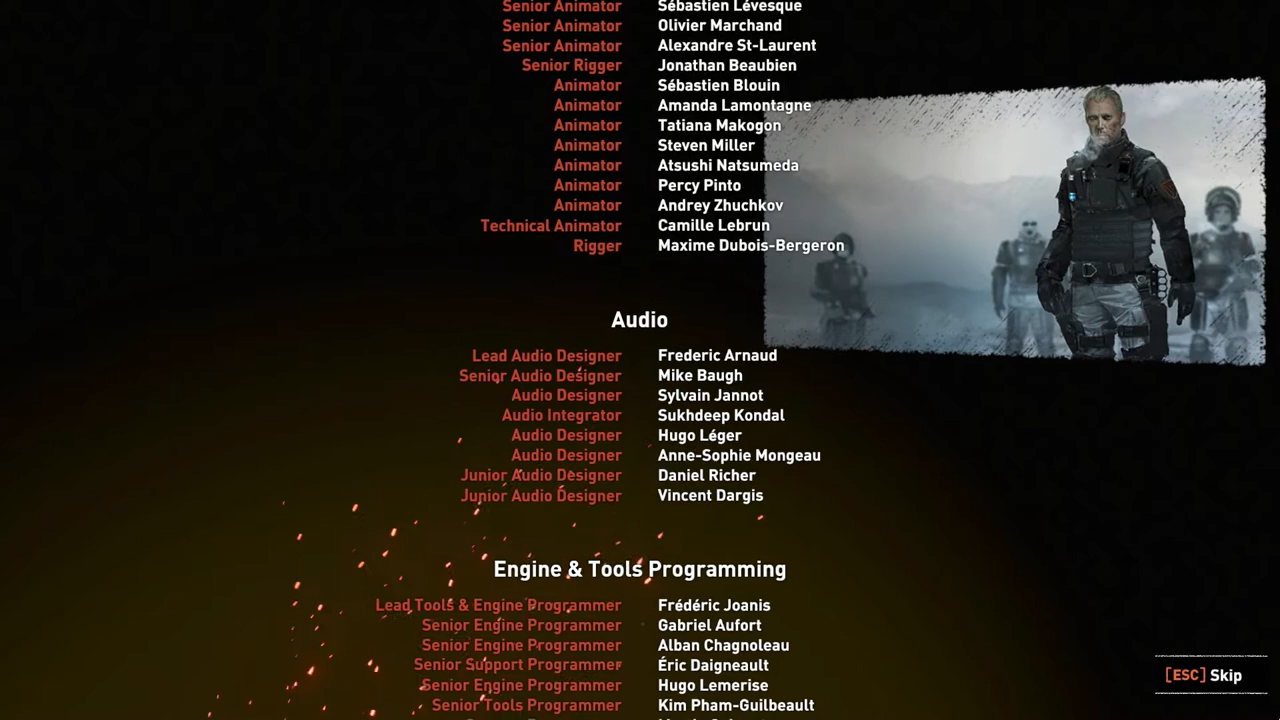 Senior Animator Sébastien Lévesque
Senior Animator Olivier Marchand
Senior Animator Alexandre St-Laurent
Senior Rigger Jonathan Beaubien
Animator Sébastien Blouin
Animator Amanda Lamontagne
Animator Tatiana Makogon
Animator Steven Miller
Animator Atsushi Natsumeda
Animator Percy Pinto
Animator Andrey Zhuchkov
Technical Animator Camille Lebrun
Rigger Maxime Dubois-Bergeron
Audio
Lead Audio Designer Frederic Arnaud
Senior Audio Designer Mike Baugh
Audio Designer Sylvain Jannot
Audio Integrator Sukhdeep Kondal
Audio Designer Hugo Léger
Audio Designer Anne-Sophie Mongeau
Junior Audio Designer Daniel Richer
Junior Audio Designer Vincent Dargis
Engine & Tools Programming
Lead Tools & Engine Programmer Frédéric Joanis
Senior Engine Programmer Gabriel Aufort
Senior Engine Programmer Alban Chagnoleau
Senior Support Programmer Éric Daigneault
Senior Engine Programmer Hugo Lemerise
Senior Tools Programmer Kim Pham-Guilbeault
[ESC] Skip